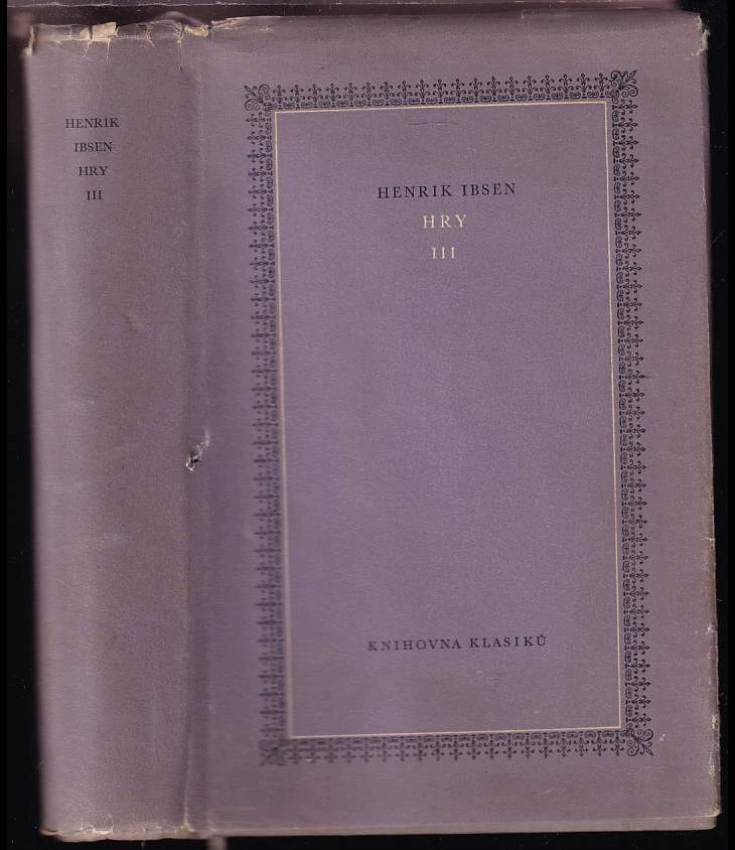 HENRIK
IBSEN
HRY
III
HENRIK IBSEN
HRY
III
KNIHOVNA KLASIKŮ